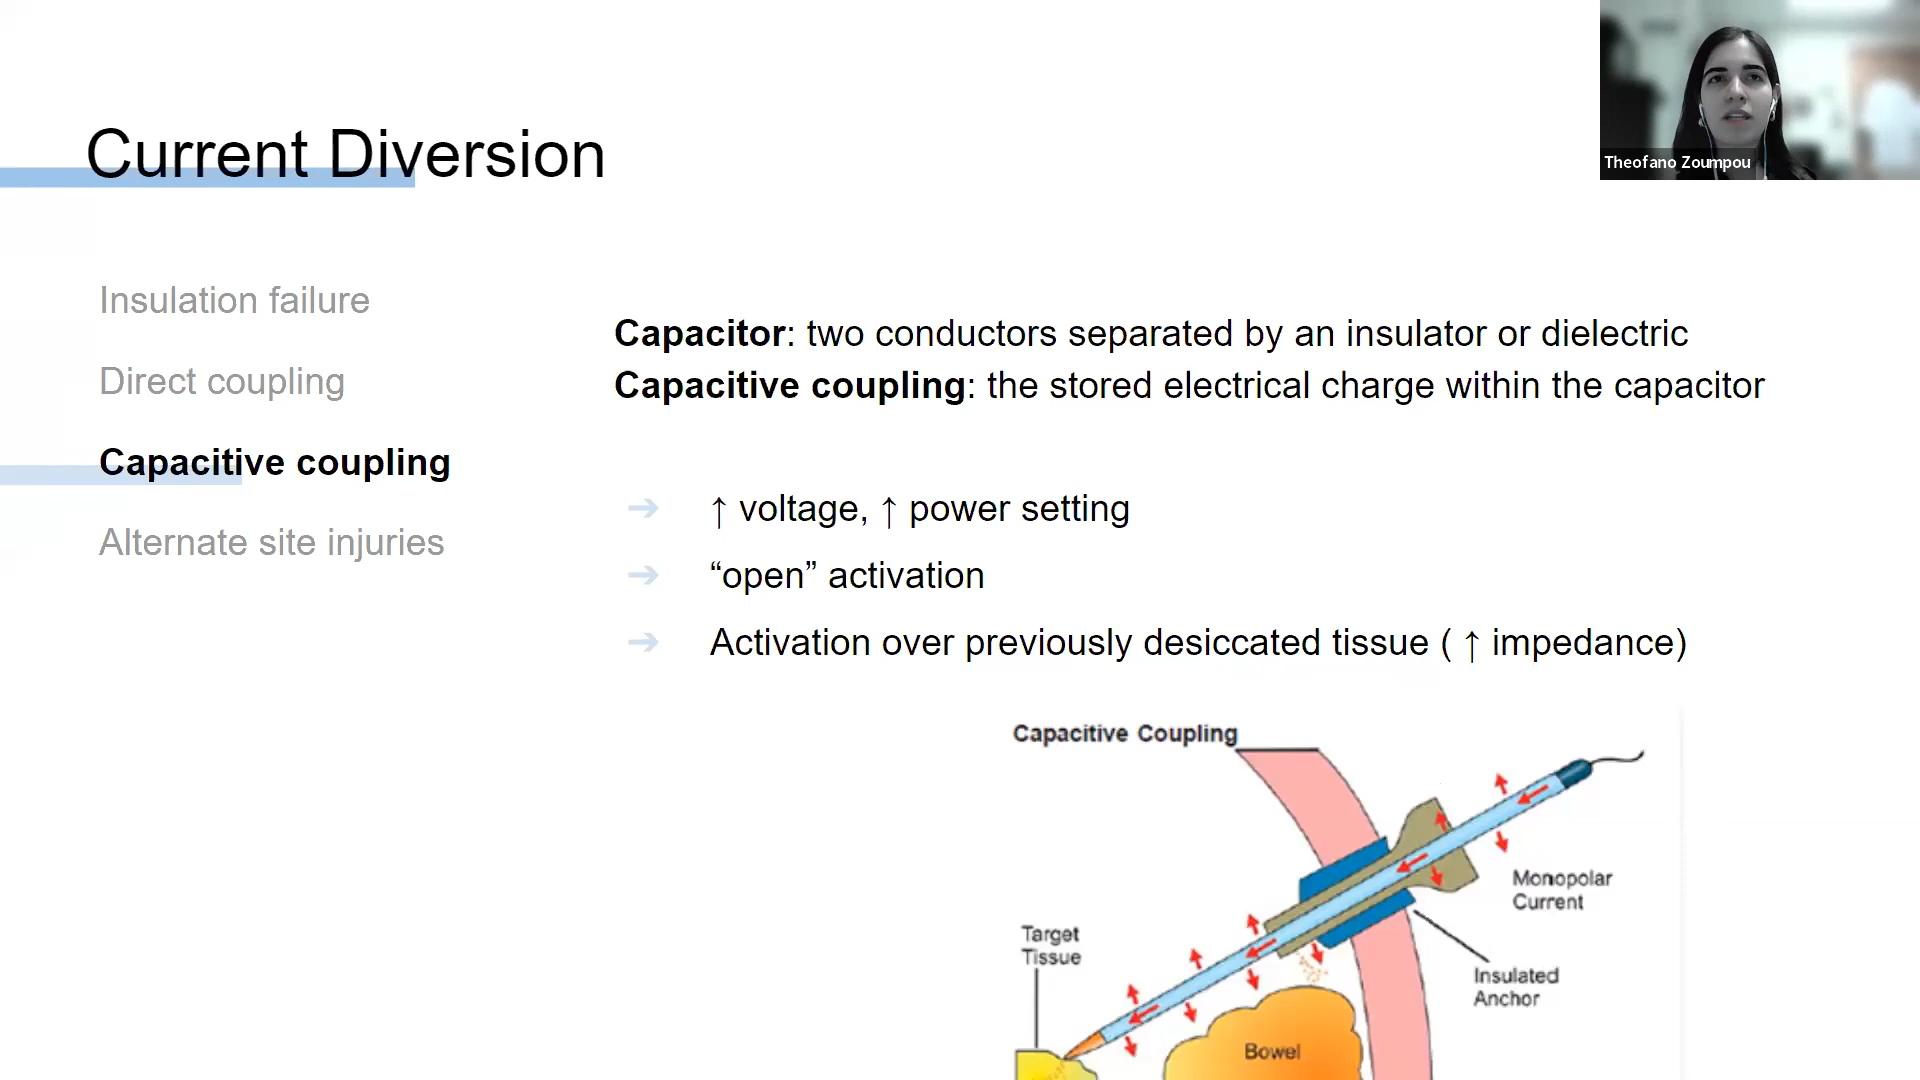 Current Diversion
Theofano Zoumpou
Insulation failure
Direct coupling
Capacitive coupling
Alternate site injuries
Capacitor: two conductors separated by an insulator or dielectric
Capacitive coupling: the stored electrical charge within the capacitor
➔ ↑ voltage, ↑ power setting
➔ “open” activation
➔ Activation over previously desiccated tissue ( ↑ impedance)
Capacitive Coupling
Monopolar
Current
Target
Tissue
Insulated
Anchor
Bowel